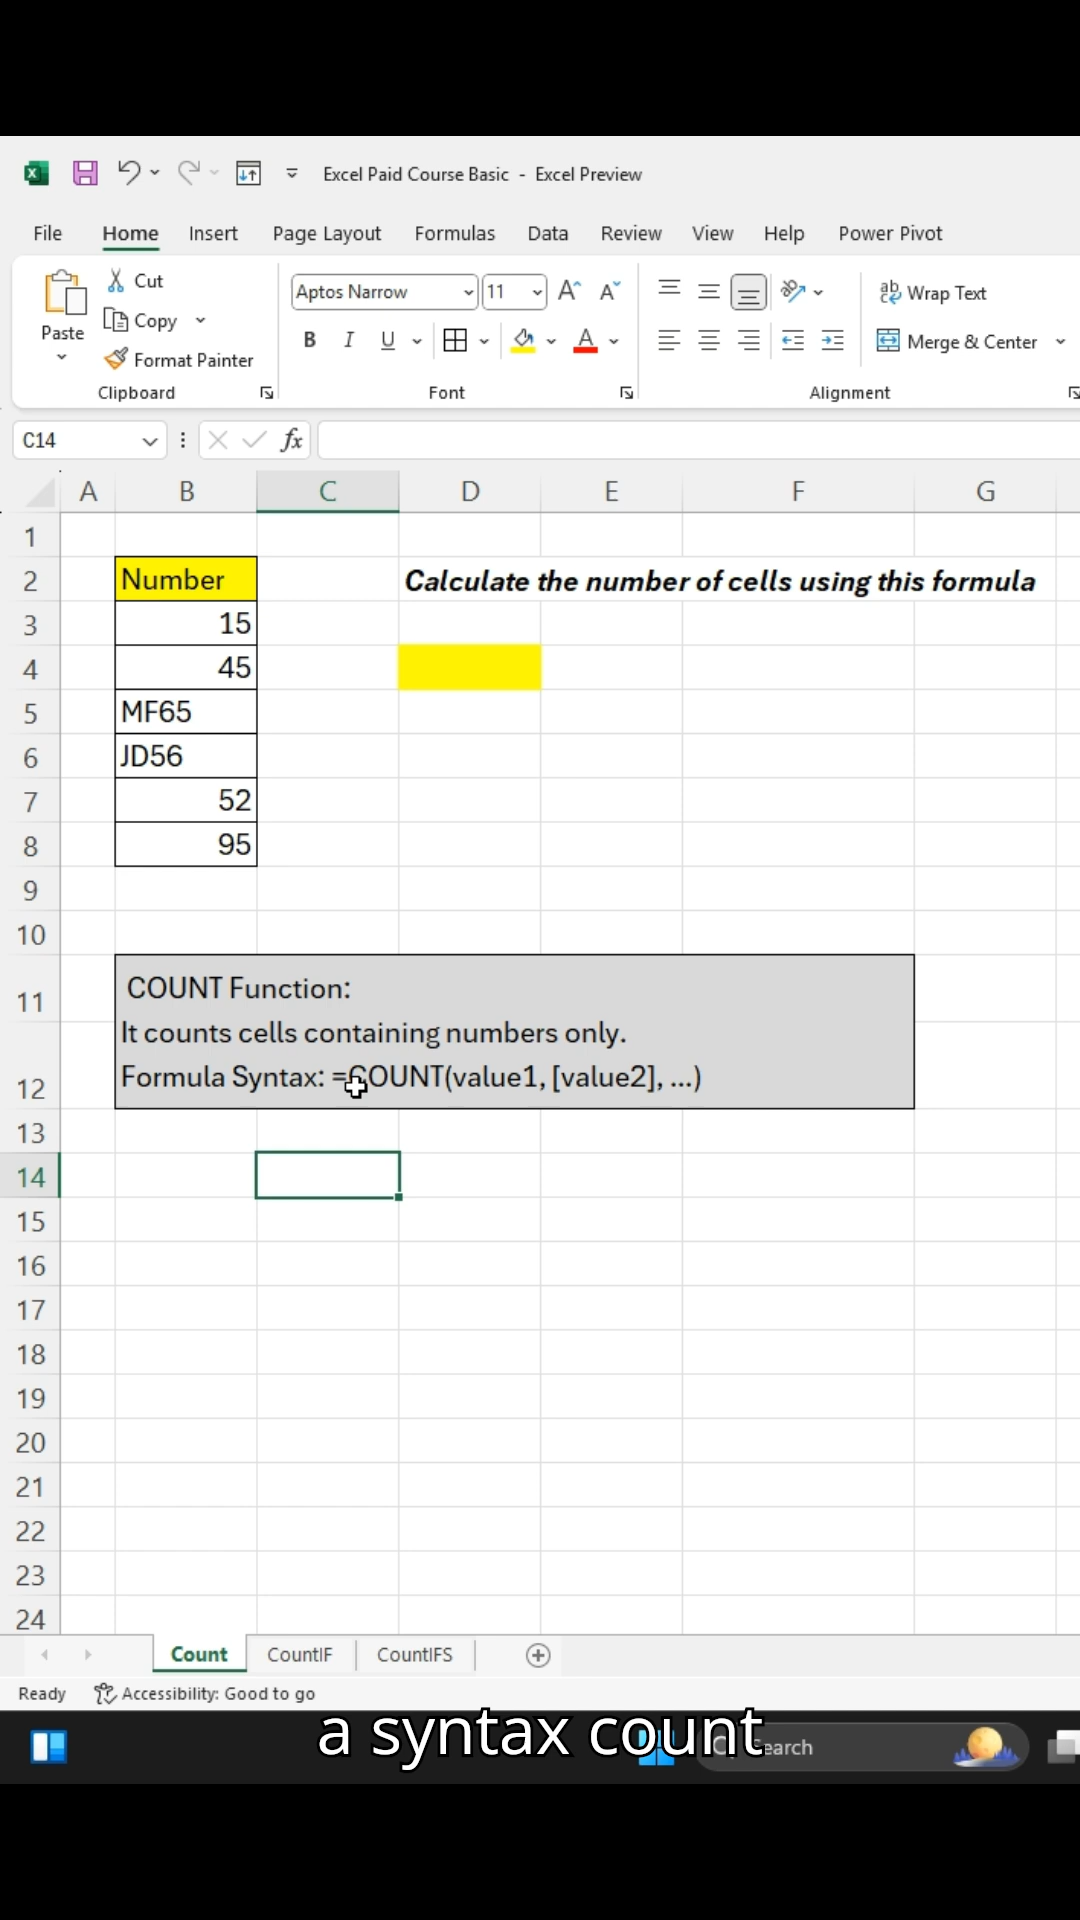 Excel Paid Course Basic - Excel Preview
File Home Insert Page Layout Formulas Data Review View Help Power Pivot
Paste
Cut
Copy
Format Painter
Clipboard
Aptos Narrow 11
B I U A
Font
Wrap Text
Merge & Center
Alignment
C14
fx
A B C D E F G
1
2 Number Calculate the number of cells using this formula
3 15
4 45
5 MF65
6 JD56
7 52
8 95
9
10
11 COUNT Function:
It counts cells containing numbers only.
12 Formula Syntax: =COUNT(value1, [value2], ...)
13
14
15
16
17
18
19
20
21
22
23
24
Count CountIF CountIFS
Ready Accessibility: Good to go
a syntax count
Search